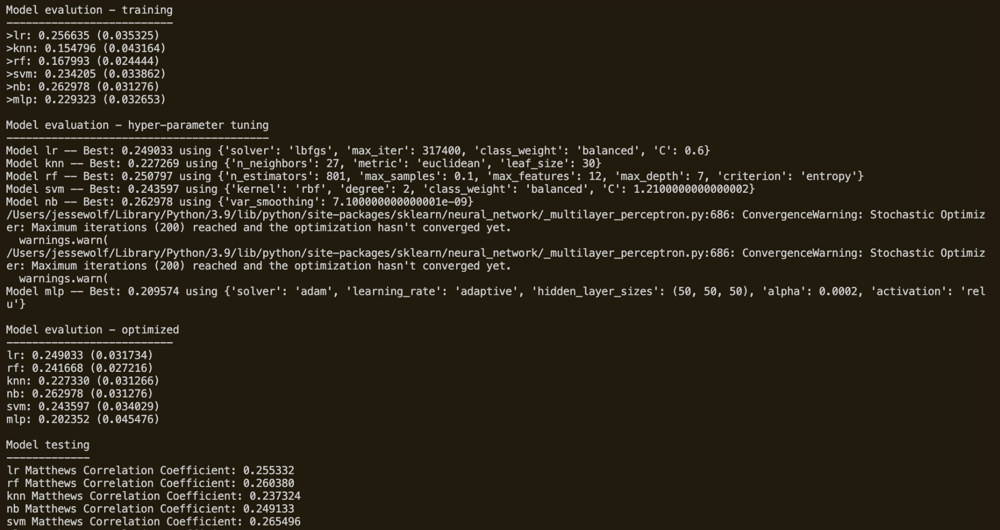 Model evalution - training
--------------------------
>lr: 0.256635 (0.035325)
>knn: 0.154796 (0.043164)
>rf: 0.167993 (0.024444)
>svm: 0.234205 (0.033862)
>nb: 0.262978 (0.031276)
>mlp: 0.229323 (0.032653)
Model evaluation - hyper-parameter tuning
-----------------------------------------
Model lr -- Best: 0.249033 using {'solver': 'lbfgs', 'max_iter': 317400, 'class_weight': 'balanced', 'C': 0.6}
Model knn -- Best: 0.227269 using {'n_neighbors': 27, 'metric': 'euclidean', 'leaf_size': 30}
Model rf -- Best: 0.250797 using {'n_estimators': 801, 'max_samples': 0.1, 'max_features': 12, 'max_depth': 7, 'criterion': 'entropy'}
Model svm -- Best: 0.243597 using {'kernel': 'rbf', 'degree': 2, 'class_weight': 'balanced', 'C': 1.2100000000000002}
Model nb -- Best: 0.262978 using {'var_smoothing': 7.100000000000001e-09}
/Users/jessewolf/Library/Python/3.9/lib/python/site-packages/sklearn/neural_network/_multilayer_perceptron.py:686: ConvergenceWarning: Stochastic Optimiz
er: Maximum iterations (200) reached and the optimization hasn't converged yet.
  warnings.warn(
/Users/jessewolf/Library/Python/3.9/lib/python/site-packages/sklearn/neural_network/_multilayer_perceptron.py:686: ConvergenceWarning: Stochastic Optimiz
er: Maximum iterations (200) reached and the optimization hasn't converged yet.
  warnings.warn(
Model mlp -- Best: 0.209574 using {'solver': 'adam', 'learning_rate': 'adaptive', 'hidden_layer_sizes': (50, 50, 50), 'alpha': 0.0002, 'activation': 'rel
u'}
Model evalution - optimized
--------------------------
lr: 0.249033 (0.031734)
rf: 0.241668 (0.027216)
knn: 0.227330 (0.031266)
nb: 0.262978 (0.031276)
svm: 0.243597 (0.034029)
mlp: 0.202352 (0.045476)
Model testing
-------------
lr Matthews Correlation Coefficient: 0.255332
rf Matthews Correlation Coefficient: 0.260380
knn Matthews Correlation Coefficient: 0.237324
nb Matthews Correlation Coefficient: 0.249133
svm Matthews Correlation Coefficient: 0.265496